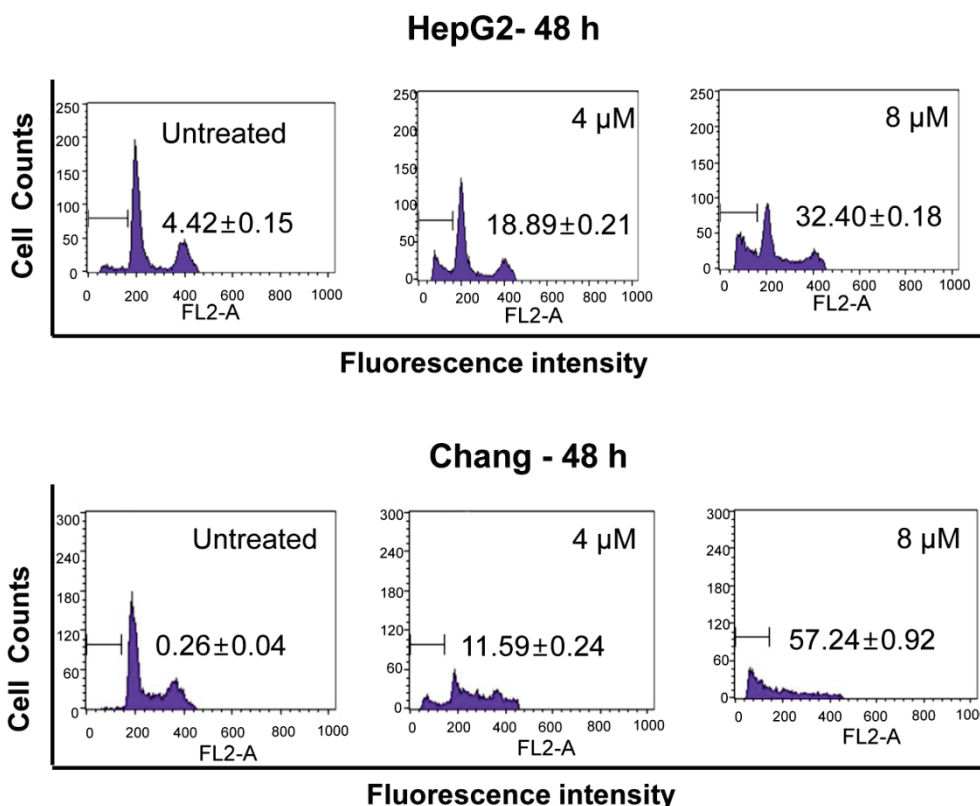 HepG2- 48 h
Cell Counts
250
200
150
100
50
0
Untreated
4.42±0.15
0 200 400 600 800 1000
FL2-A
250
200
150
100
50
0
4 µM
18.89±0.21
0 200 400 600 800 1000
FL2-A
250
200
150
100
50
0
8 µM
32.40±0.18
0 200 400 600 800 1000
FL2-A
Fluorescence intensity
Chang - 48 h
Cell Counts
300
240
180
120
60
0
Untreated
0.26±0.04
0 200 400 600 800 1000
FL2-A
300
240
180
120
60
0
4 µM
11.59±0.24
0 200 400 600 800 1000
FL2-A
300
240
180
120
60
0
8 µM
57.24±0.92
0 200 400 600 800 100
FL2-A
Fluorescence intensity